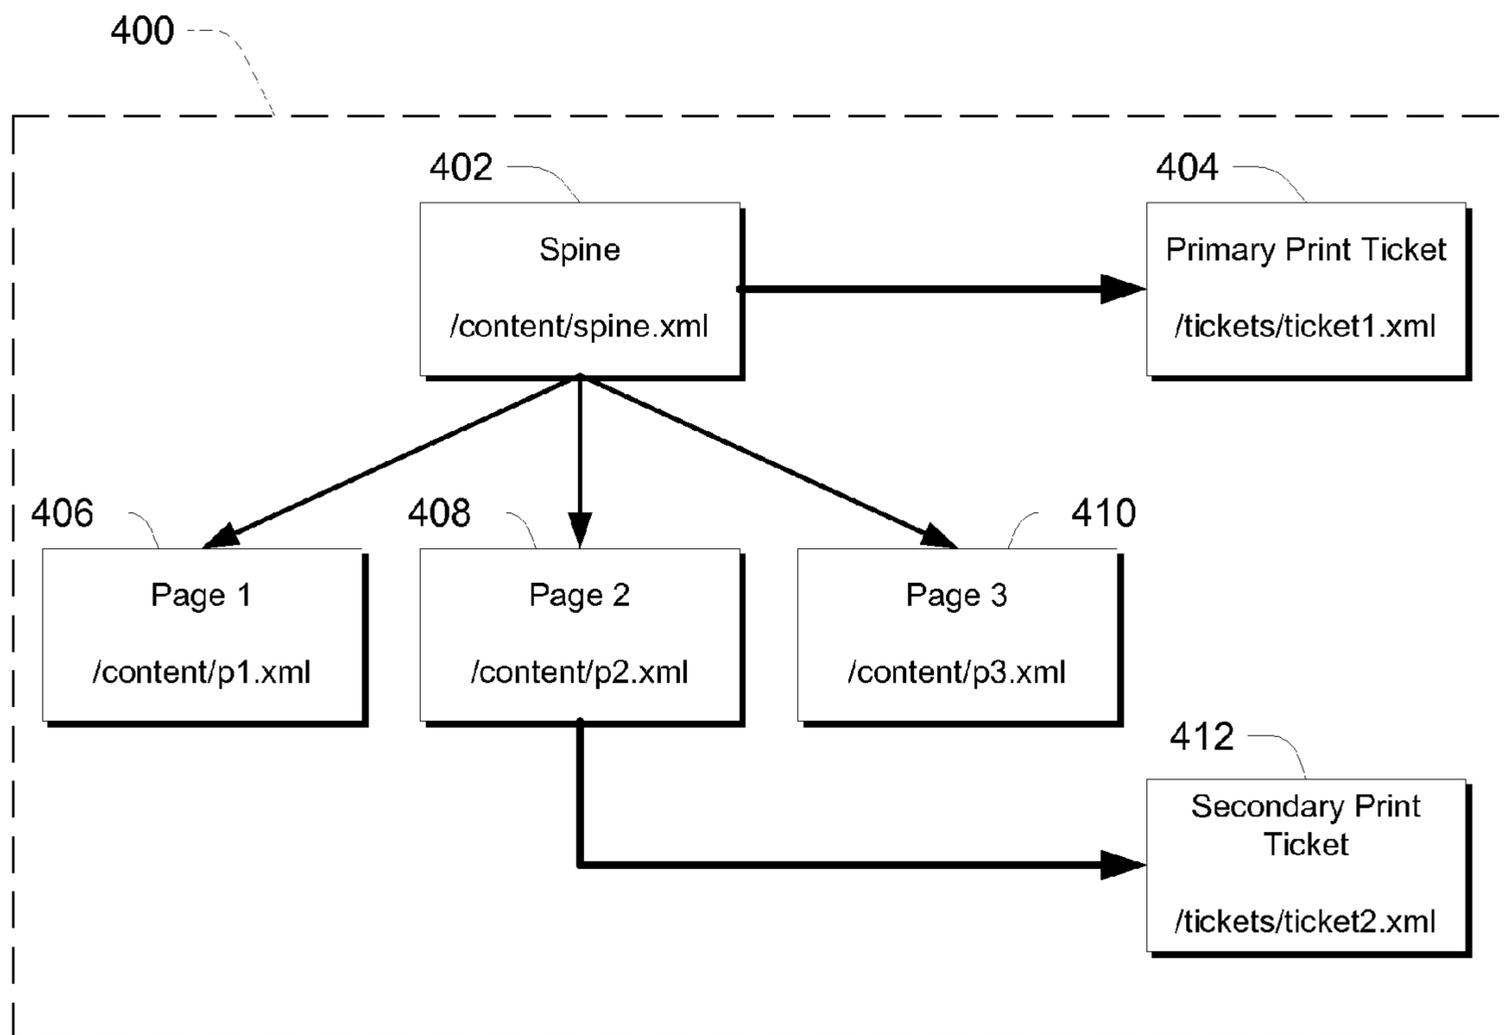 400
402
404
Spine
/content/spine.xml
Primary Print Ticket
/tickets/ticket1.xml
406
408
410
Page 1
/content/p1.xml
Page 2
/content/p2.xml
Page 3
/content/p3.xml
412
Secondary Print
Ticket
/tickets/ticket2.xml